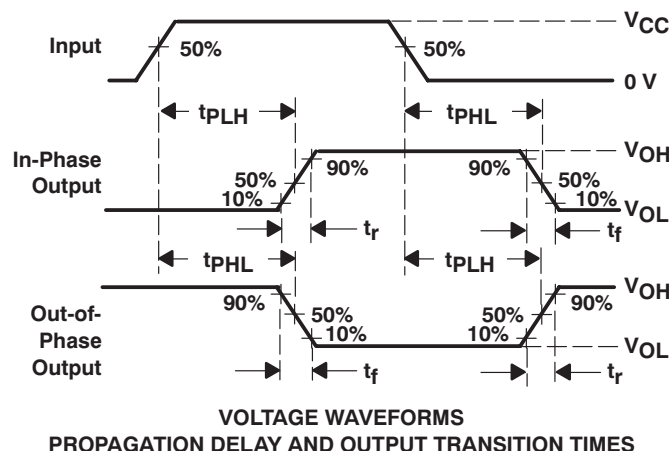 VCC
Input 50% 50%
0 V
tPLH tPHL
VOH
In-Phase Output
90% 90%
50% 50%
10% 10%
VOL
tr tf
tPHL tPLH
VOH
90% 90%
Out-of-Phase Output
50% 50%
10% 10%
VOL
tf tr
VOLTAGE WAVEFORMS
PROPAGATION DELAY AND OUTPUT TRANSITION TIMES